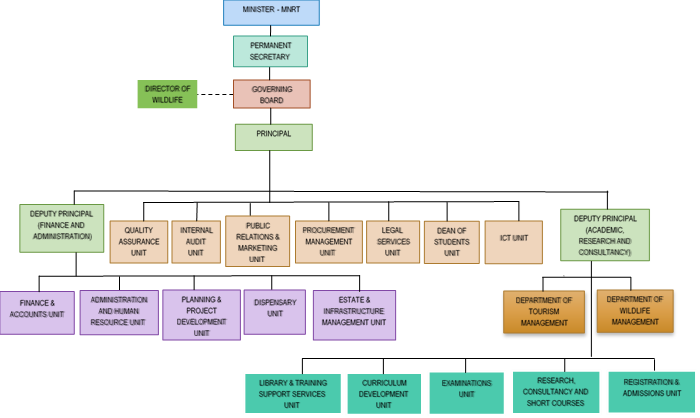 MINISTER - MNRT
PERMANENT
SECRETARY
DIRECTOR OF
WILDLIFE
GOVERNING
BOARD
PRINCIPAL
DEPUTY PRINCIPAL
(FINANCE AND
ADMINISTRATION)
QUALITY
ASSURANCE
UNIT
INTERNAL
AUDIT
UNIT
PUBLIC
RELATIONS &
MARKETING
UNIT
PROCUREMENT
MANAGEMENT
UNIT
LEGAL
SERVICES
UNIT
DEAN OF
STUDENTS
UNIT
ICT UNIT
DEPUTY PRINCIPAL
(ACADEMIC,
RESEARCH AND
CONSULTANCY)
FINANCE &
ACCOUNTS UNIT
ADMINISTRATION
AND HUMAN
RESOURCE UNIT
PLANNING &
PROJECT
DEVELOPMENT
UNIT
DISPENSARY
UNIT
ESTATE &
INFRASTRUCTURE
MANAGEMENT UNIT
DEPARTMENT OF
TOURISM
MANAGEMENT
DEPARTMENT OF
WILDLIFE
MANAGEMENT
LIBRARY & TRAINING
SUPPORT SERVICES
UNIT
CURRICULUM
DEVELOPMENT
UNIT
EXAMINATIONS
UNIT
RESEARCH,
CONSULTANCY AND
SHORT COURSES
REGISTRATION &
ADMISSIONS UNIT